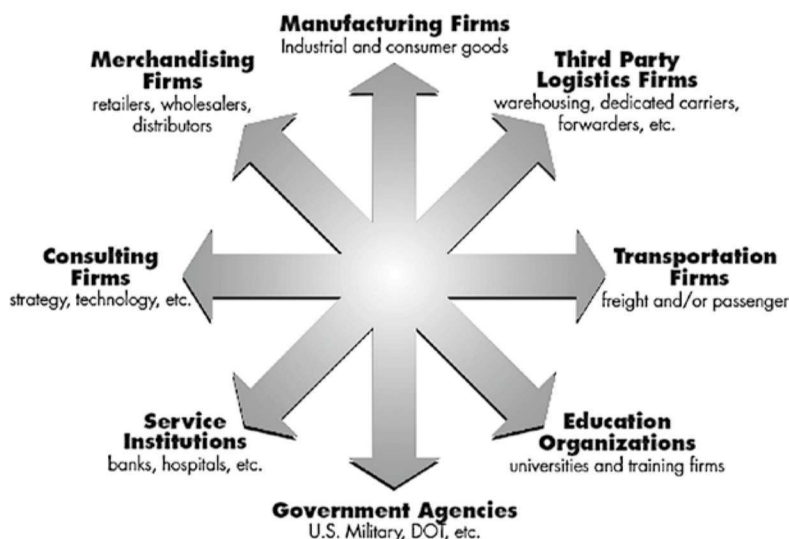 Manufacturing Firms
Industrial and consumer goods
Merchandising
Firms
retailers, wholesalers,
distributors
Third Party
Logistics Firms
warehousing, dedicated carriers,
forwarders, etc.
Consulting
Firms
strategy, technology, etc.
Transportation
Firms
freight and/or passenger
Service
Institutions
banks, hospitals, etc.
Education
Organizations
universities and training firms
Government Agencies
U.S. Military, DOT, etc.